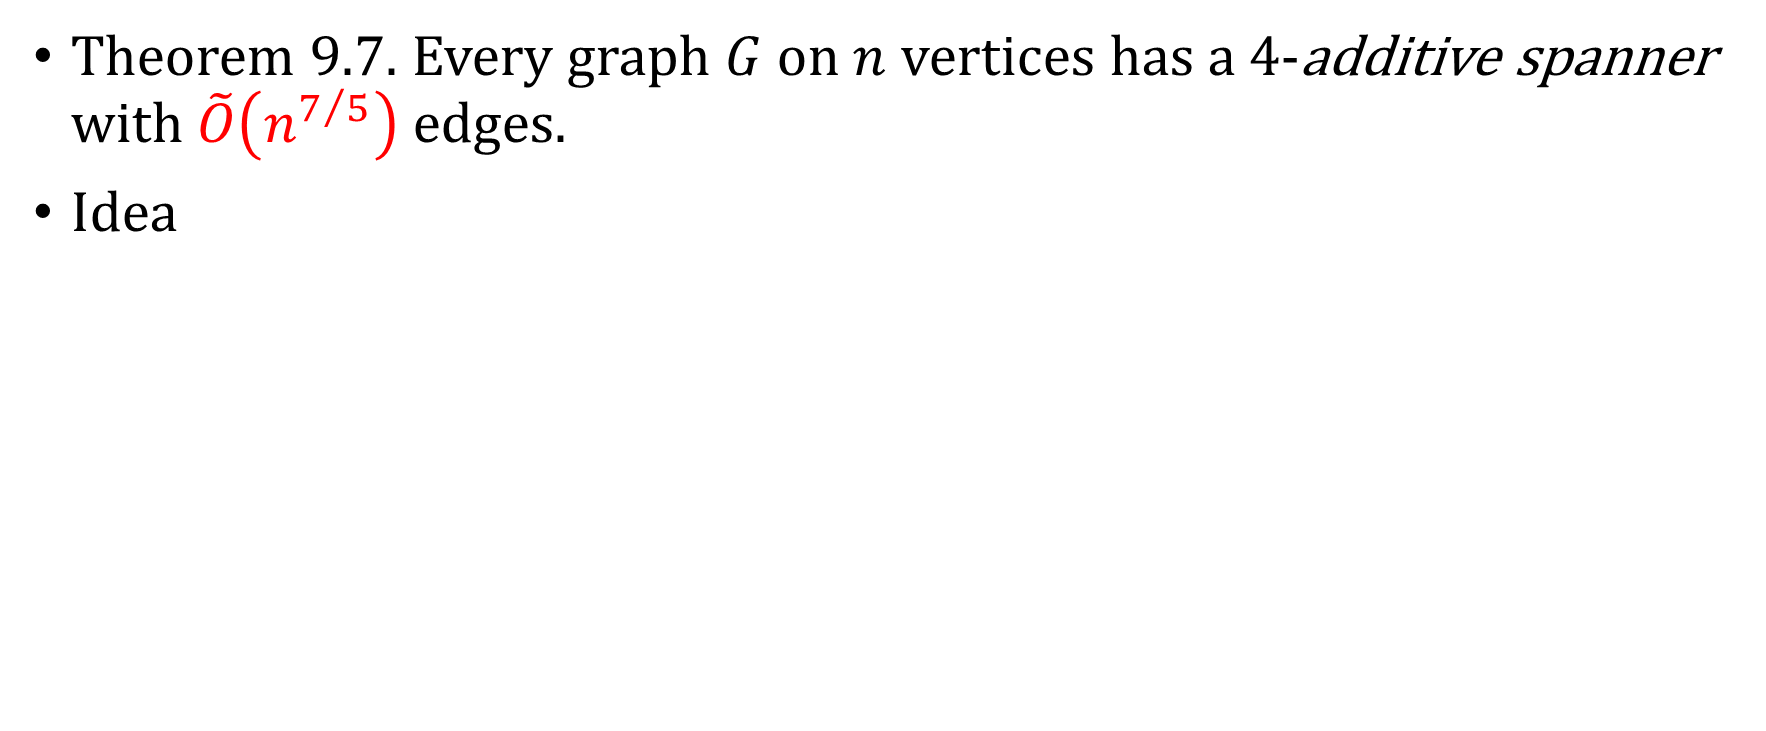 • Theorem 9.7. Every graph 𝐺 on 𝑛 vertices has a 4-additive spanner
with Õ(𝑛^{7/5}) edges.
• Idea